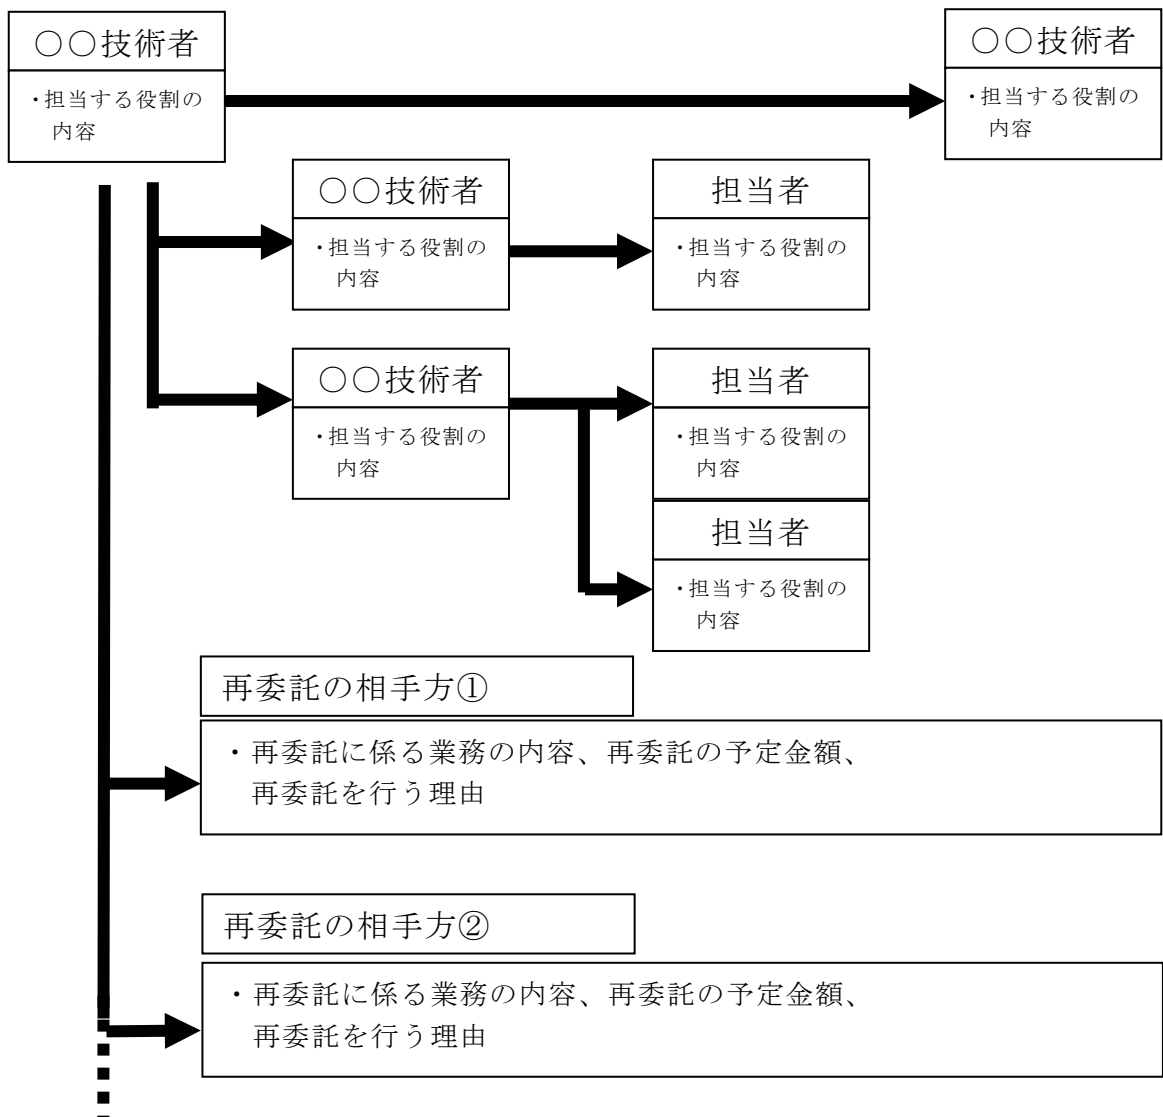 ○○技術者
・担当する役割の
内容
○○技術者
・担当する役割の
内容
○○技術者
・担当する役割の
内容
担当者
・担当する役割の
内容
○○技術者
・担当する役割の
内容
担当者
・担当する役割の
内容
担当者
・担当する役割の
内容
再委託の相手方①
・再委託に係る業務の内容、再委託の予定金額、
再委託を行う理由
再委託の相手方②
・再委託に係る業務の内容、再委託の予定金額、
再委託を行う理由